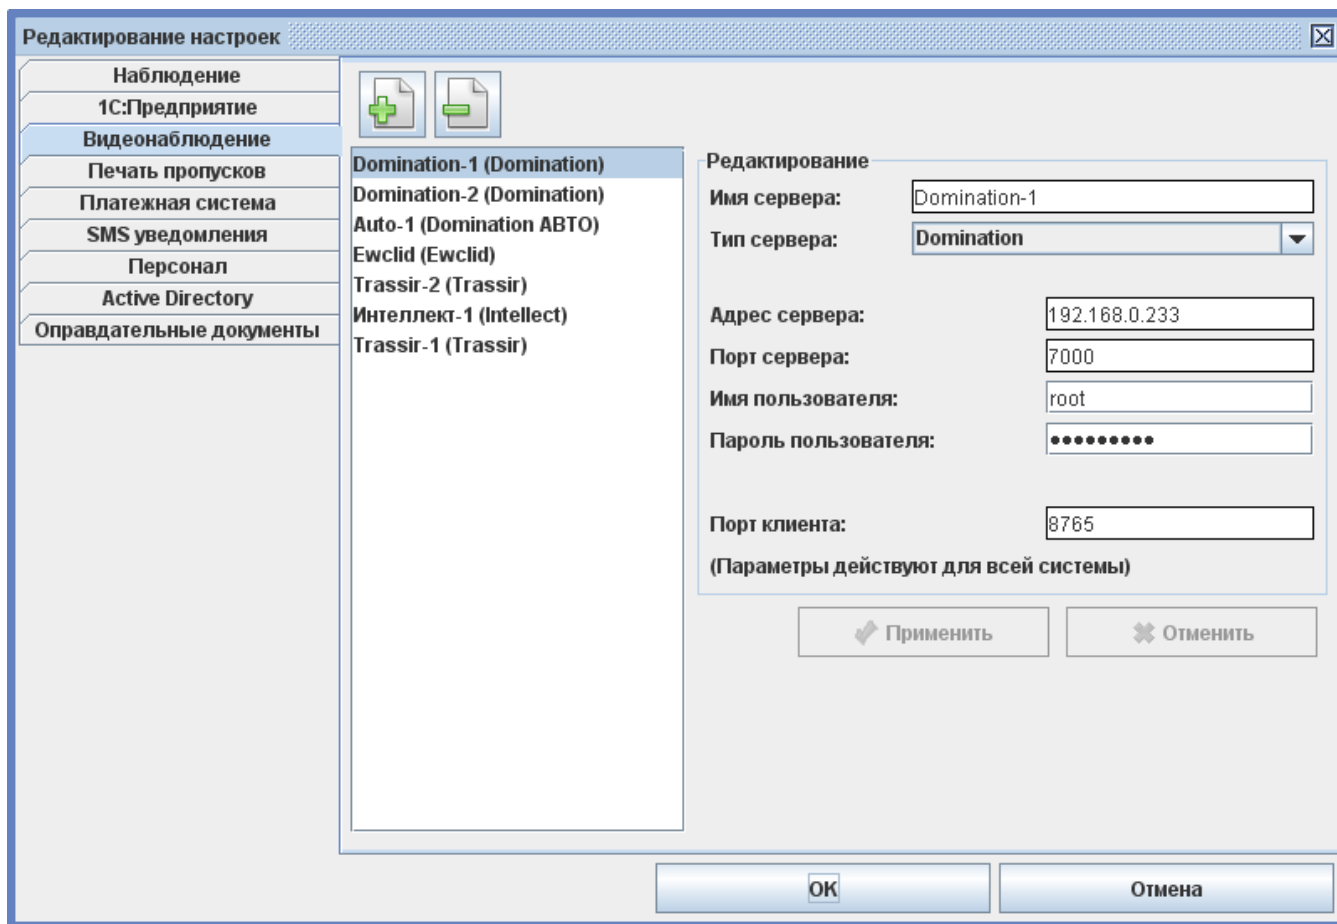 Редактирование настроек
Наблюдение
1С:Предприятие
Видеонаблюдение
Печать пропусков
Платежная система
SMS уведомления
Персонал
Active Directory
Оправдательные документы
Domination-1 (Domination)
Domination-2 (Domination)
Auto-1 (Domination АВТО)
Ewclid (Ewclid)
Trassir-2 (Trassir)
Интеллект-1 (Intellect)
Trassir-1 (Trassir)
Редактирование
Имя сервера: Domination-1
Тип сервера: Domination
Адрес сервера: 192.168.0.233
Порт сервера: 7000
Имя пользователя: root
Пароль пользователя: •••••••••
Порт клиента: 8765
(Параметры действуют для всей системы)
Применить Отменить
ОК Отмена